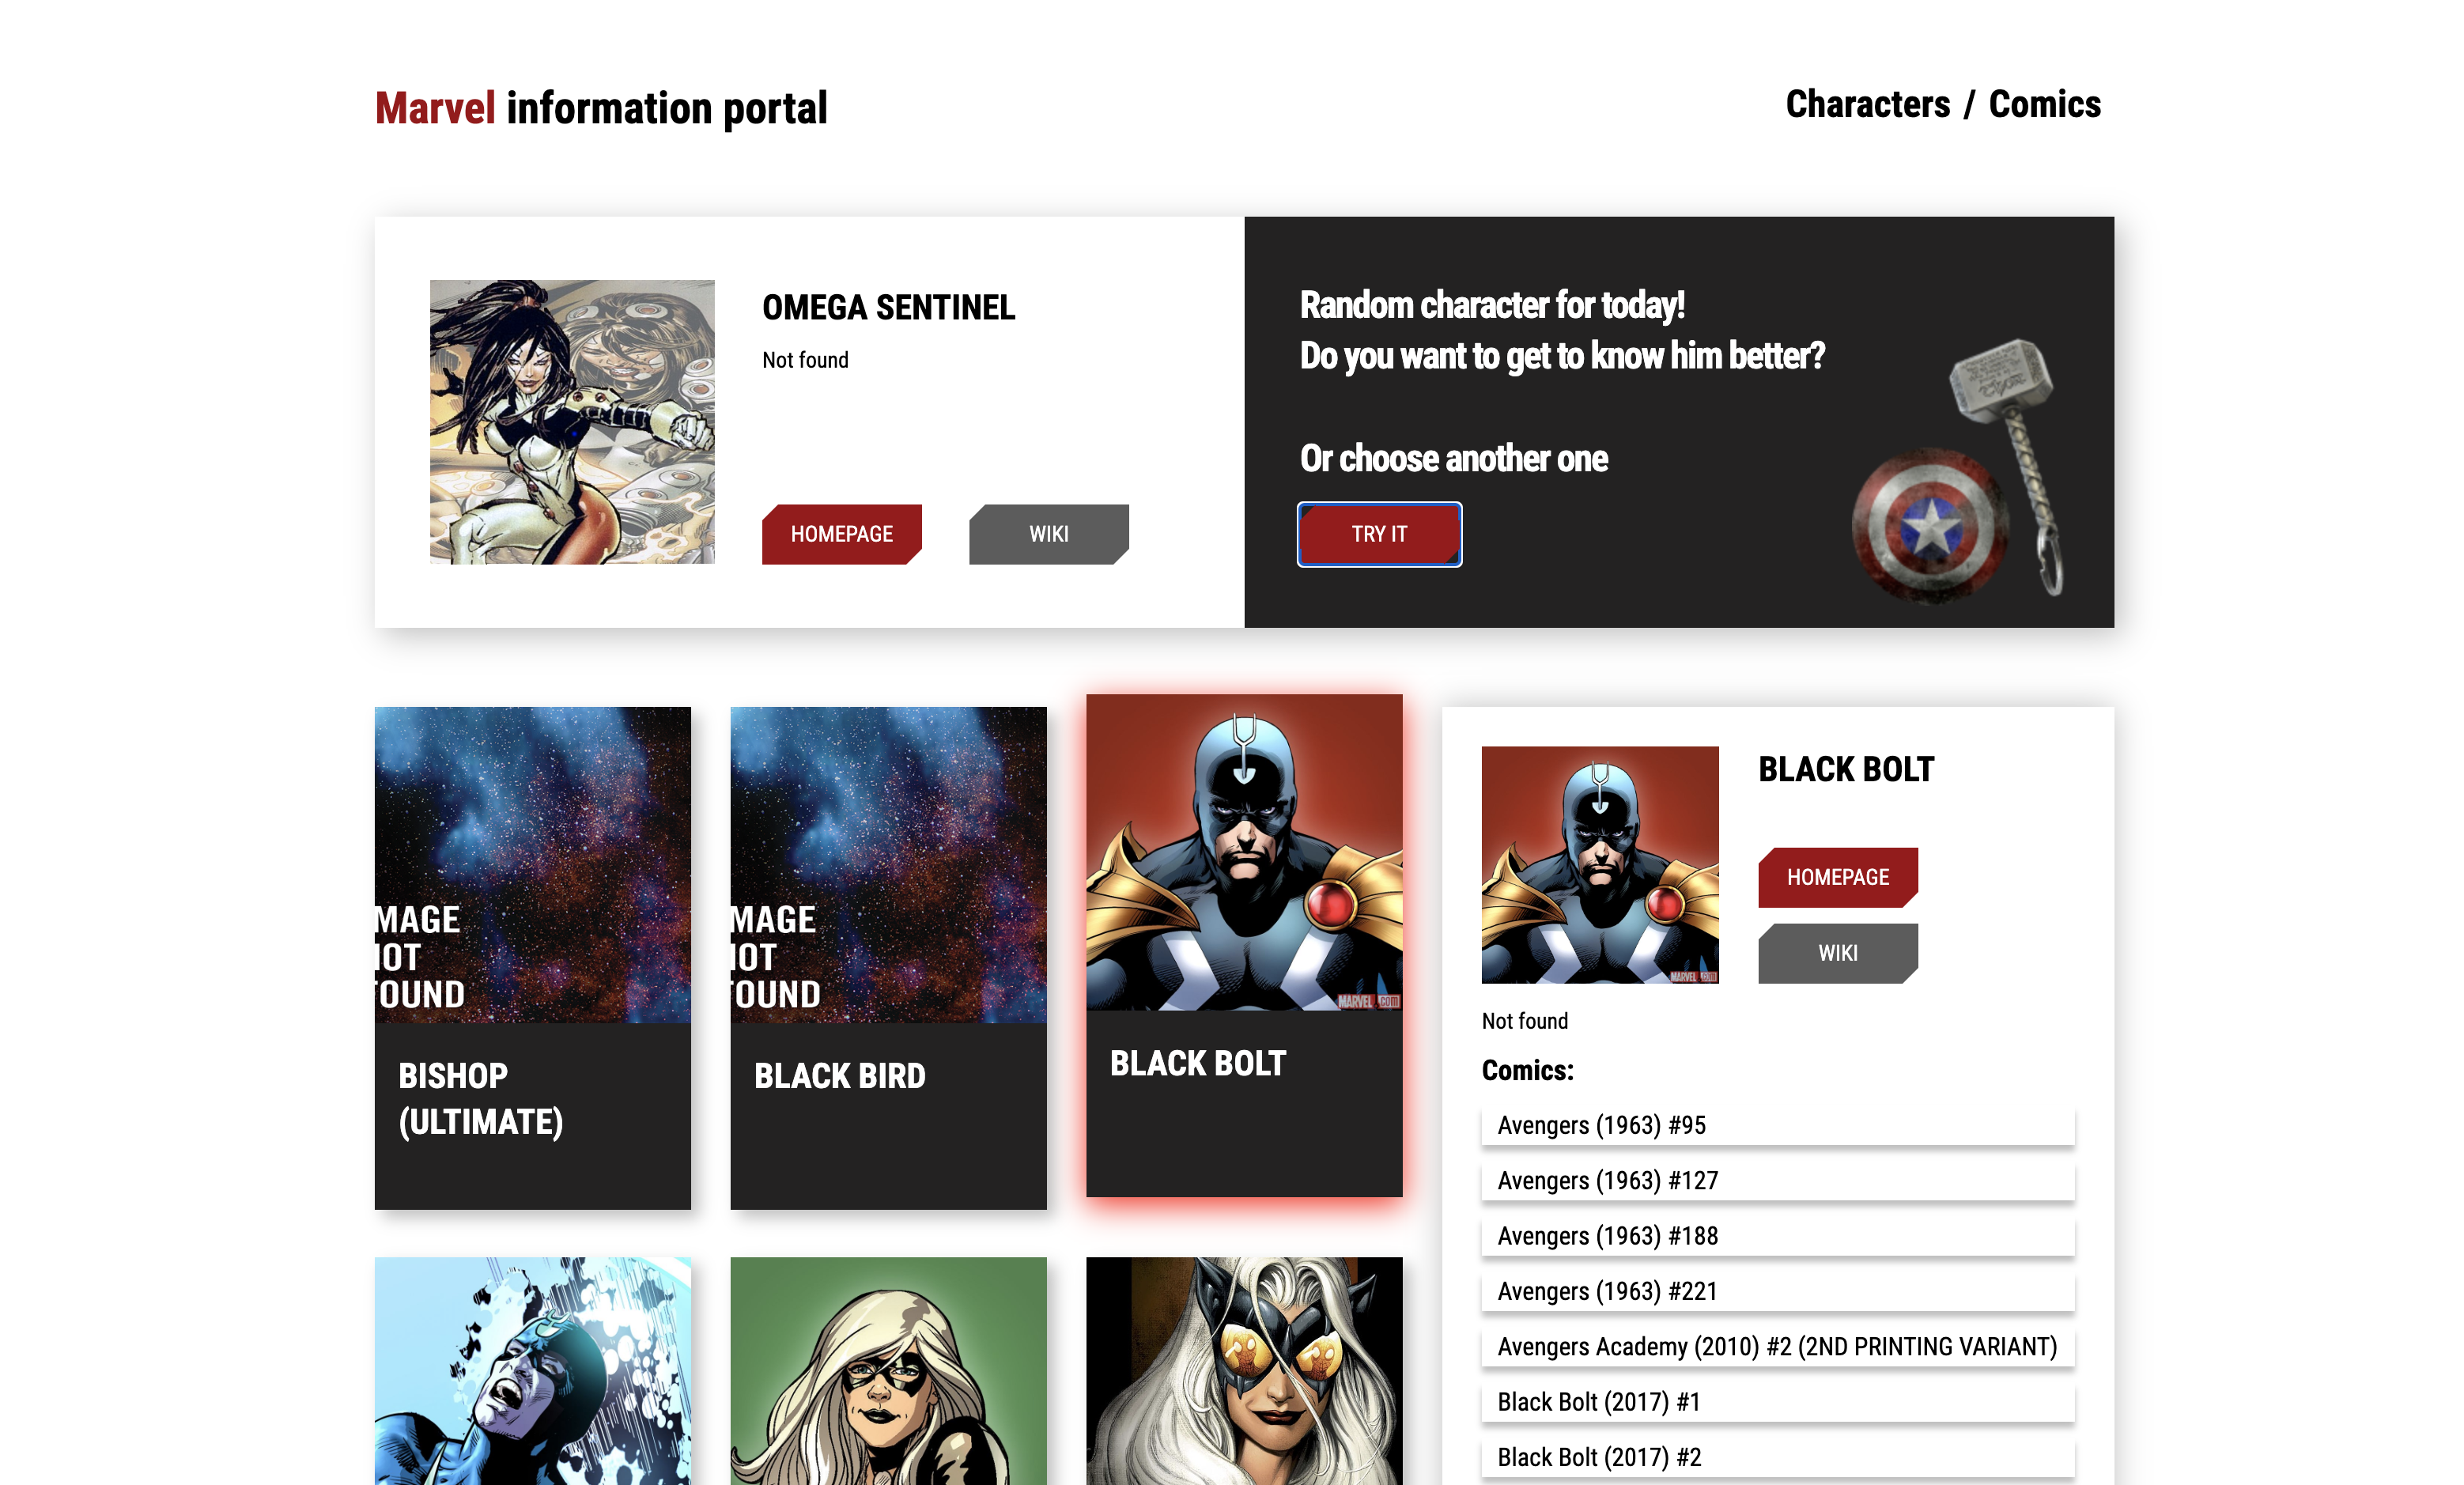 Marvel information portal
Characters / Comics
OMEGA SENTINEL
Not found
HOMEPAGE
WIKI
Random character for today!
Do you want to get to know him better?
Or choose another one
TRY IT
MAGE
OT
OUND
BISHOP
(ULTIMATE)
MAGE
OT
OUND
BLACK BIRD
MARVEL.com
BLACK BOLT
BLACK BOLT
HOMEPAGE
WIKI
MARVEL
Not found
Comics:
Avengers (1963) #95
Avengers (1963) #127
Avengers (1963) #188
Avengers (1963) #221
Avengers Academy (2010) #2 (2ND PRINTING VARIANT)
Black Bolt (2017) #1
Black Bolt (2017) #2